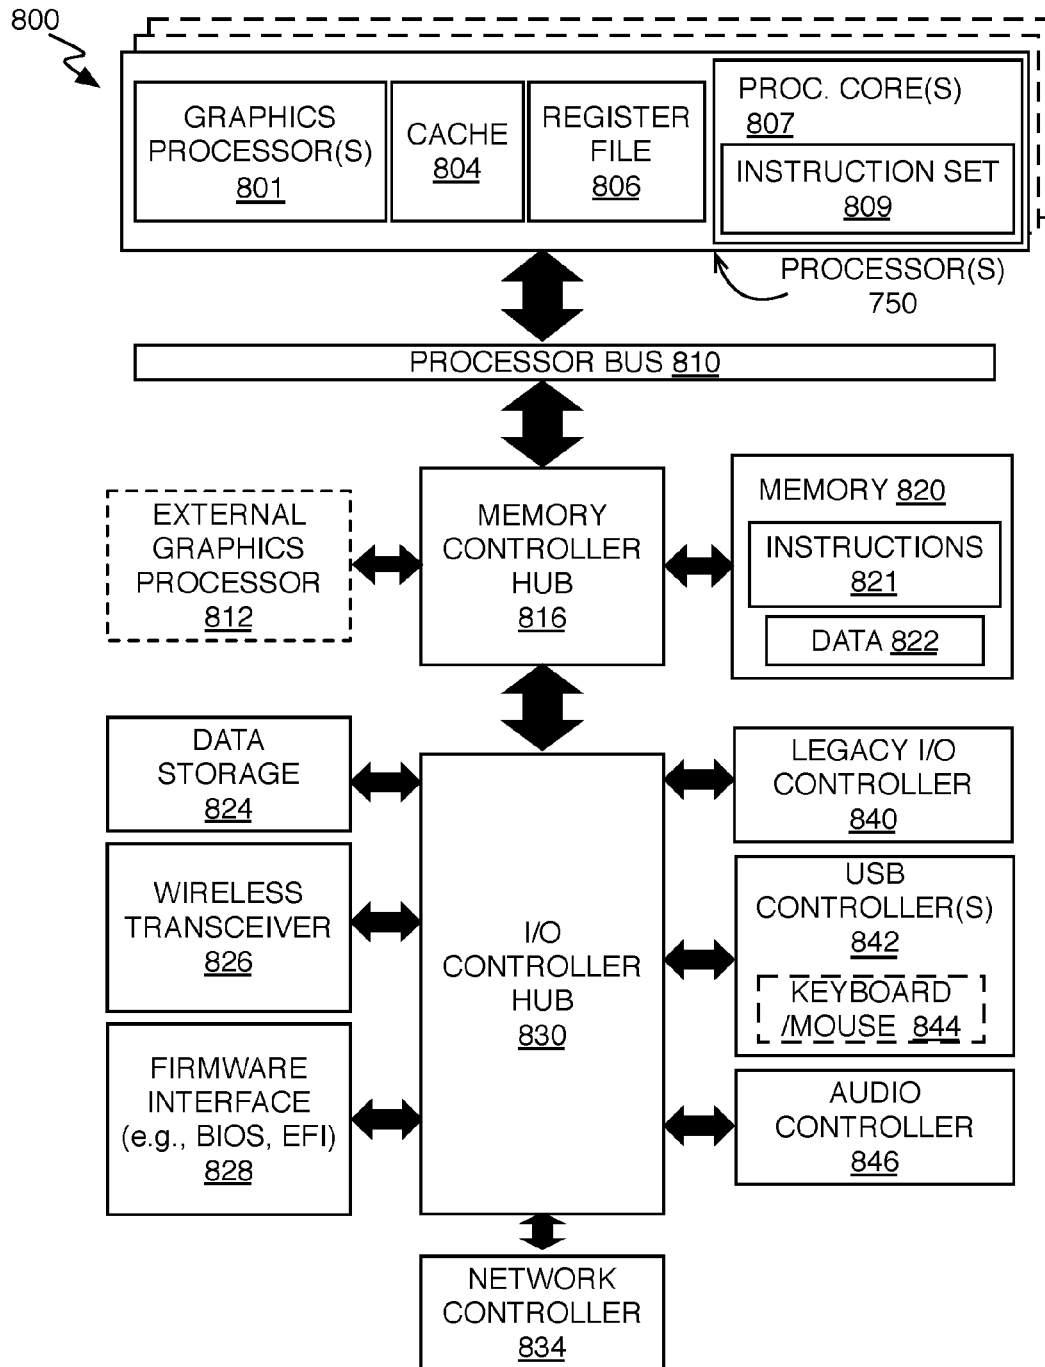 800
GRAPHICS
PROCESSOR(S)
801
CACHE
804
REGISTER
FILE
806
PROC. CORE(S)
807
INSTRUCTION SET
809
PROCESSOR(S)
750
PROCESSOR BUS 810
EXTERNAL
GRAPHICS
PROCESSOR
812
MEMORY
CONTROLLER
HUB
816
MEMORY 820
INSTRUCTIONS
821
DATA 822
DATA
STORAGE
824
WIRELESS
TRANSCEIVER
826
FIRMWARE
INTERFACE
(e.g., BIOS, EFI)
828
I/O
CONTROLLER
HUB
830
LEGACY I/O
CONTROLLER
840
USB
CONTROLLER(S)
842
KEYBOARD
/MOUSE 844
AUDIO
CONTROLLER
846
NETWORK
CONTROLLER
834